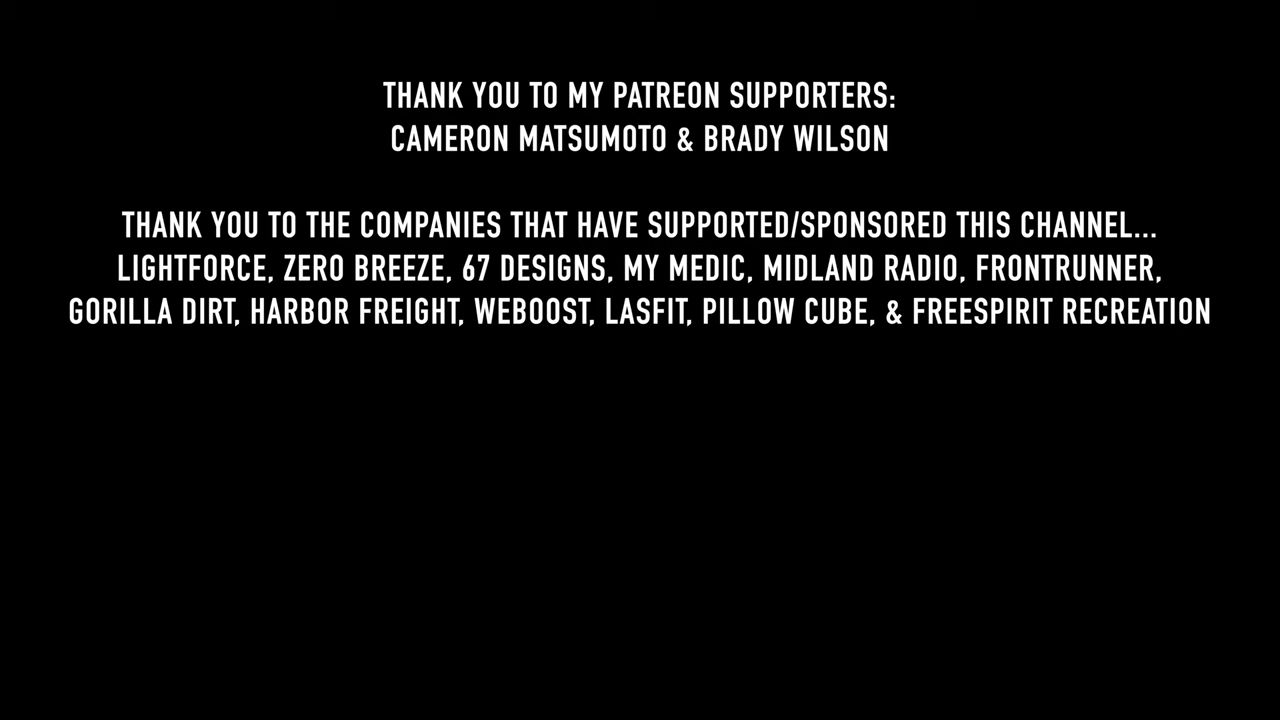 THANK YOU TO MY PATREON SUPPORTERS:
CAMERON MATSUMOTO & BRADY WILSON
THANK YOU TO THE COMPANIES THAT HAVE SUPPORTED/SPONSORED THIS CHANNEL...
LIGHTFORCE, ZERO BREEZE, 67 DESIGNS, MY MEDIC, MIDLAND RADIO, FRONTRUNNER,
GORILLA DIRT, HARBOR FREIGHT, WEBOOST, LASFIT, PILLOW CUBE, & FREESPIRIT RECREATION